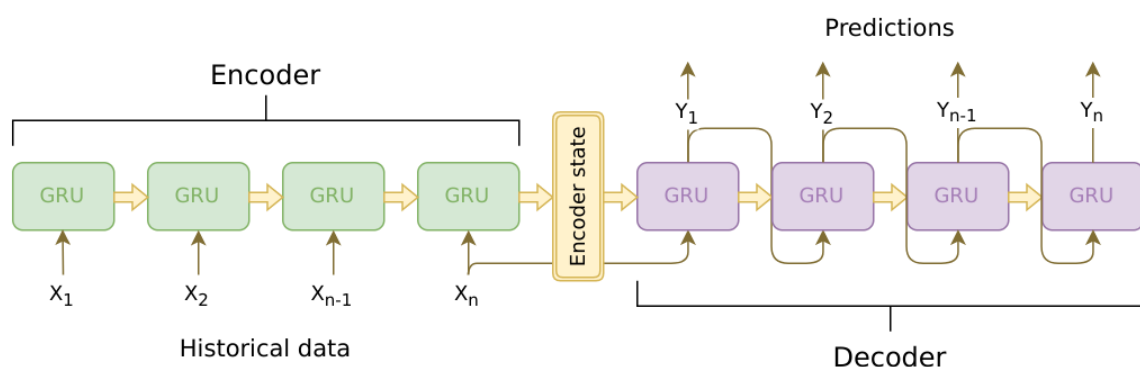 Predictions
Encoder
Y₁ Y₂ Yₙ₋₁ Yₙ
GRU GRU GRU GRU Encoder state GRU GRU GRU GRU
X₁ X₂ Xₙ₋₁ Xₙ
Historical data
Decoder